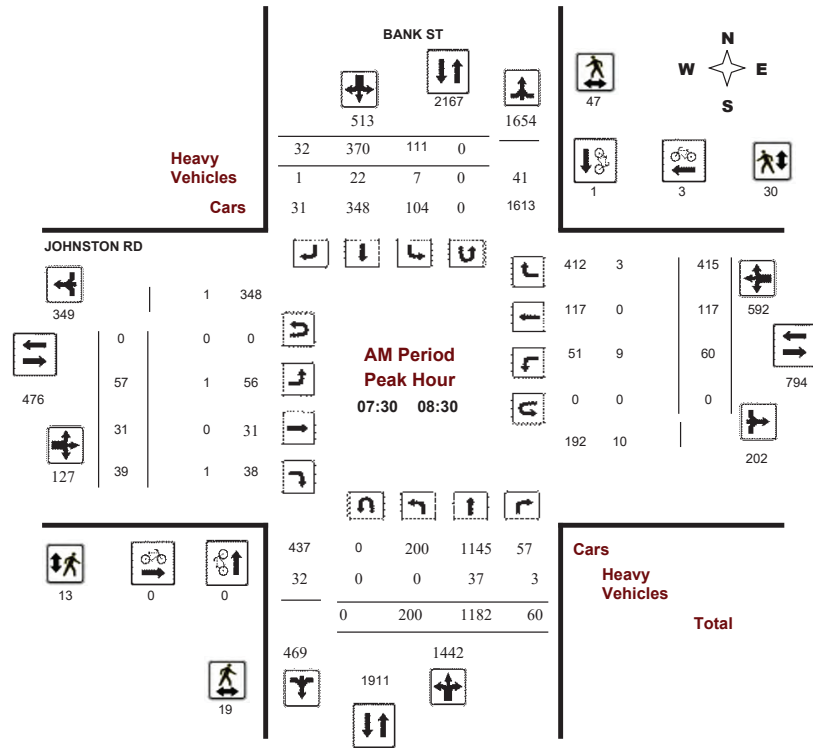 BANK ST
N
W E
S
2167
47
513
1654
32 370 111 0
Heavy
Vehicles
1 22 7 0 41
1 3 30
Cars
31 348 104 0 1613
JOHNSTON RD
412 3 415
349
1 348
117 0 117 592
0 0 0
AM Period
Peak Hour
07:30 08:30
51 9 60
57 1 56
476
794
0 0 0
31 0 31
192 10
202
127
39 1 38
437 0 200 1145 57
Cars
32 0 0 37 3
Heavy
Vehicles
13 0 0
0 200 1182 60
Total
469
1442
1911
19